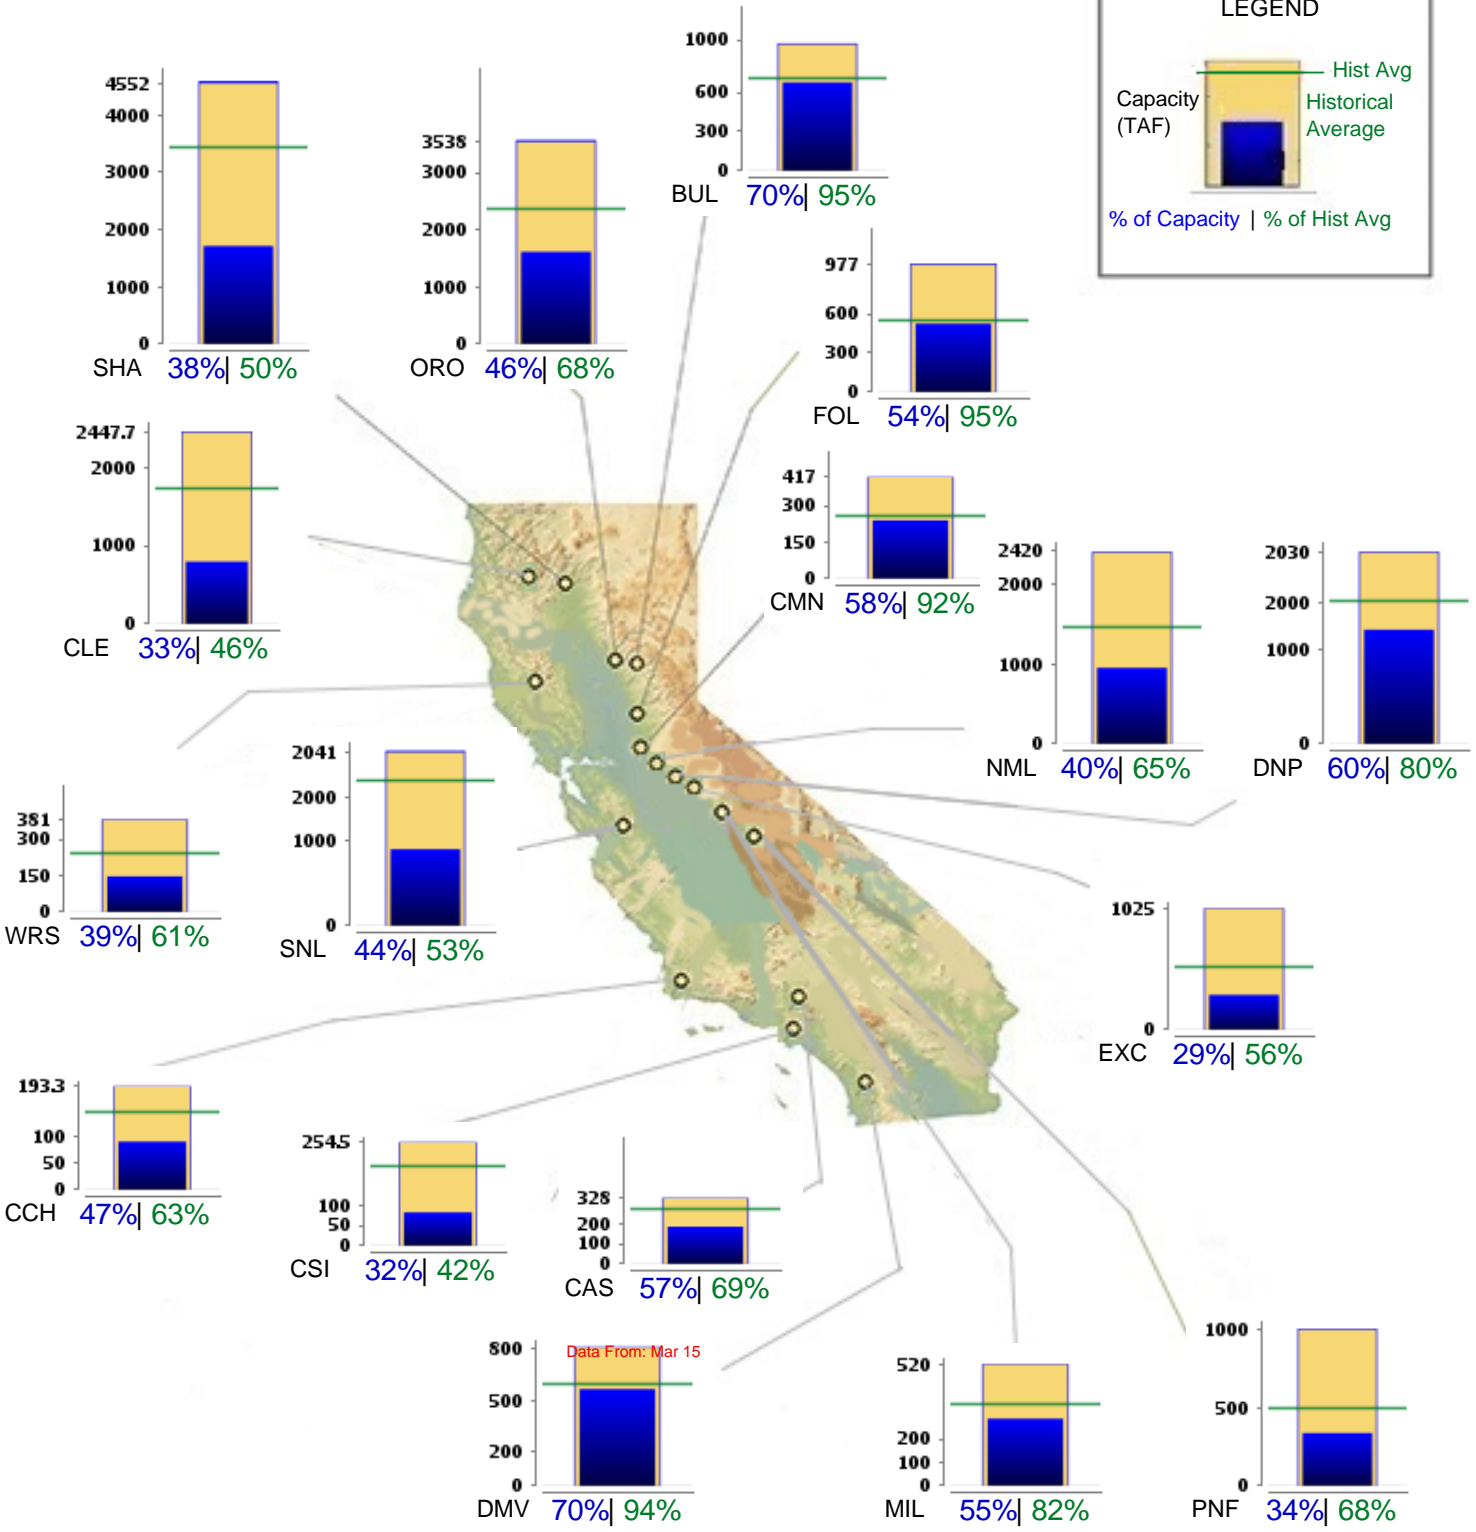 LEGEND
Hist Avg
Capacity
(TAF)
Historical
Average
% of Capacity | % of Hist Avg
1000
600
300
0
BUL 70%| 95%
4552
4000
3000
2000
1000
0
SHA 38%| 50%
3538
3000
2000
1000
0
ORO 46%| 68%
977
600
300
0
FOL 54%| 95%
2447.7
2000
1000
0
CLE 33%| 46%
417
300
150
0
CMN 58%| 92%
2420
2000
1000
0
NML 40%| 65%
2030
2000
1000
0
DNP 60%| 80%
381
300
150
0
WRS 39%| 61%
2041
2000
1000
0
SNL 44%| 53%
1025
0
EXC 29%| 56%
193.3
100
50
0
CCH 47%| 63%
254.5
100
50
0
CSI 32%| 42%
328
200
100
0
CAS 57%| 69%
Data From: Mar 15
800
500
200
0
DMV 70%| 94%
520
200
100
0
MIL 55%| 82%
1000
500
0
PNF 34%| 68%